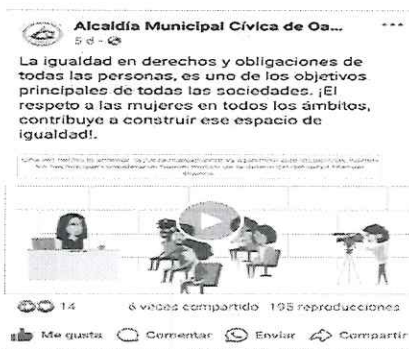 Alcaldía Municipal Cívica de Oa...
5 d
La igualdad en derechos y obligaciones de
todas las personas, es uno de los objetivos
principales de todas las sociedades. ¡El
respeto a las mujeres en todos los ámbitos,
contribuye a construir ese espacio de
igualdad!.
14
6 veces compartido 195 reproducciones
Me gusta Comentar Enviar Compartir